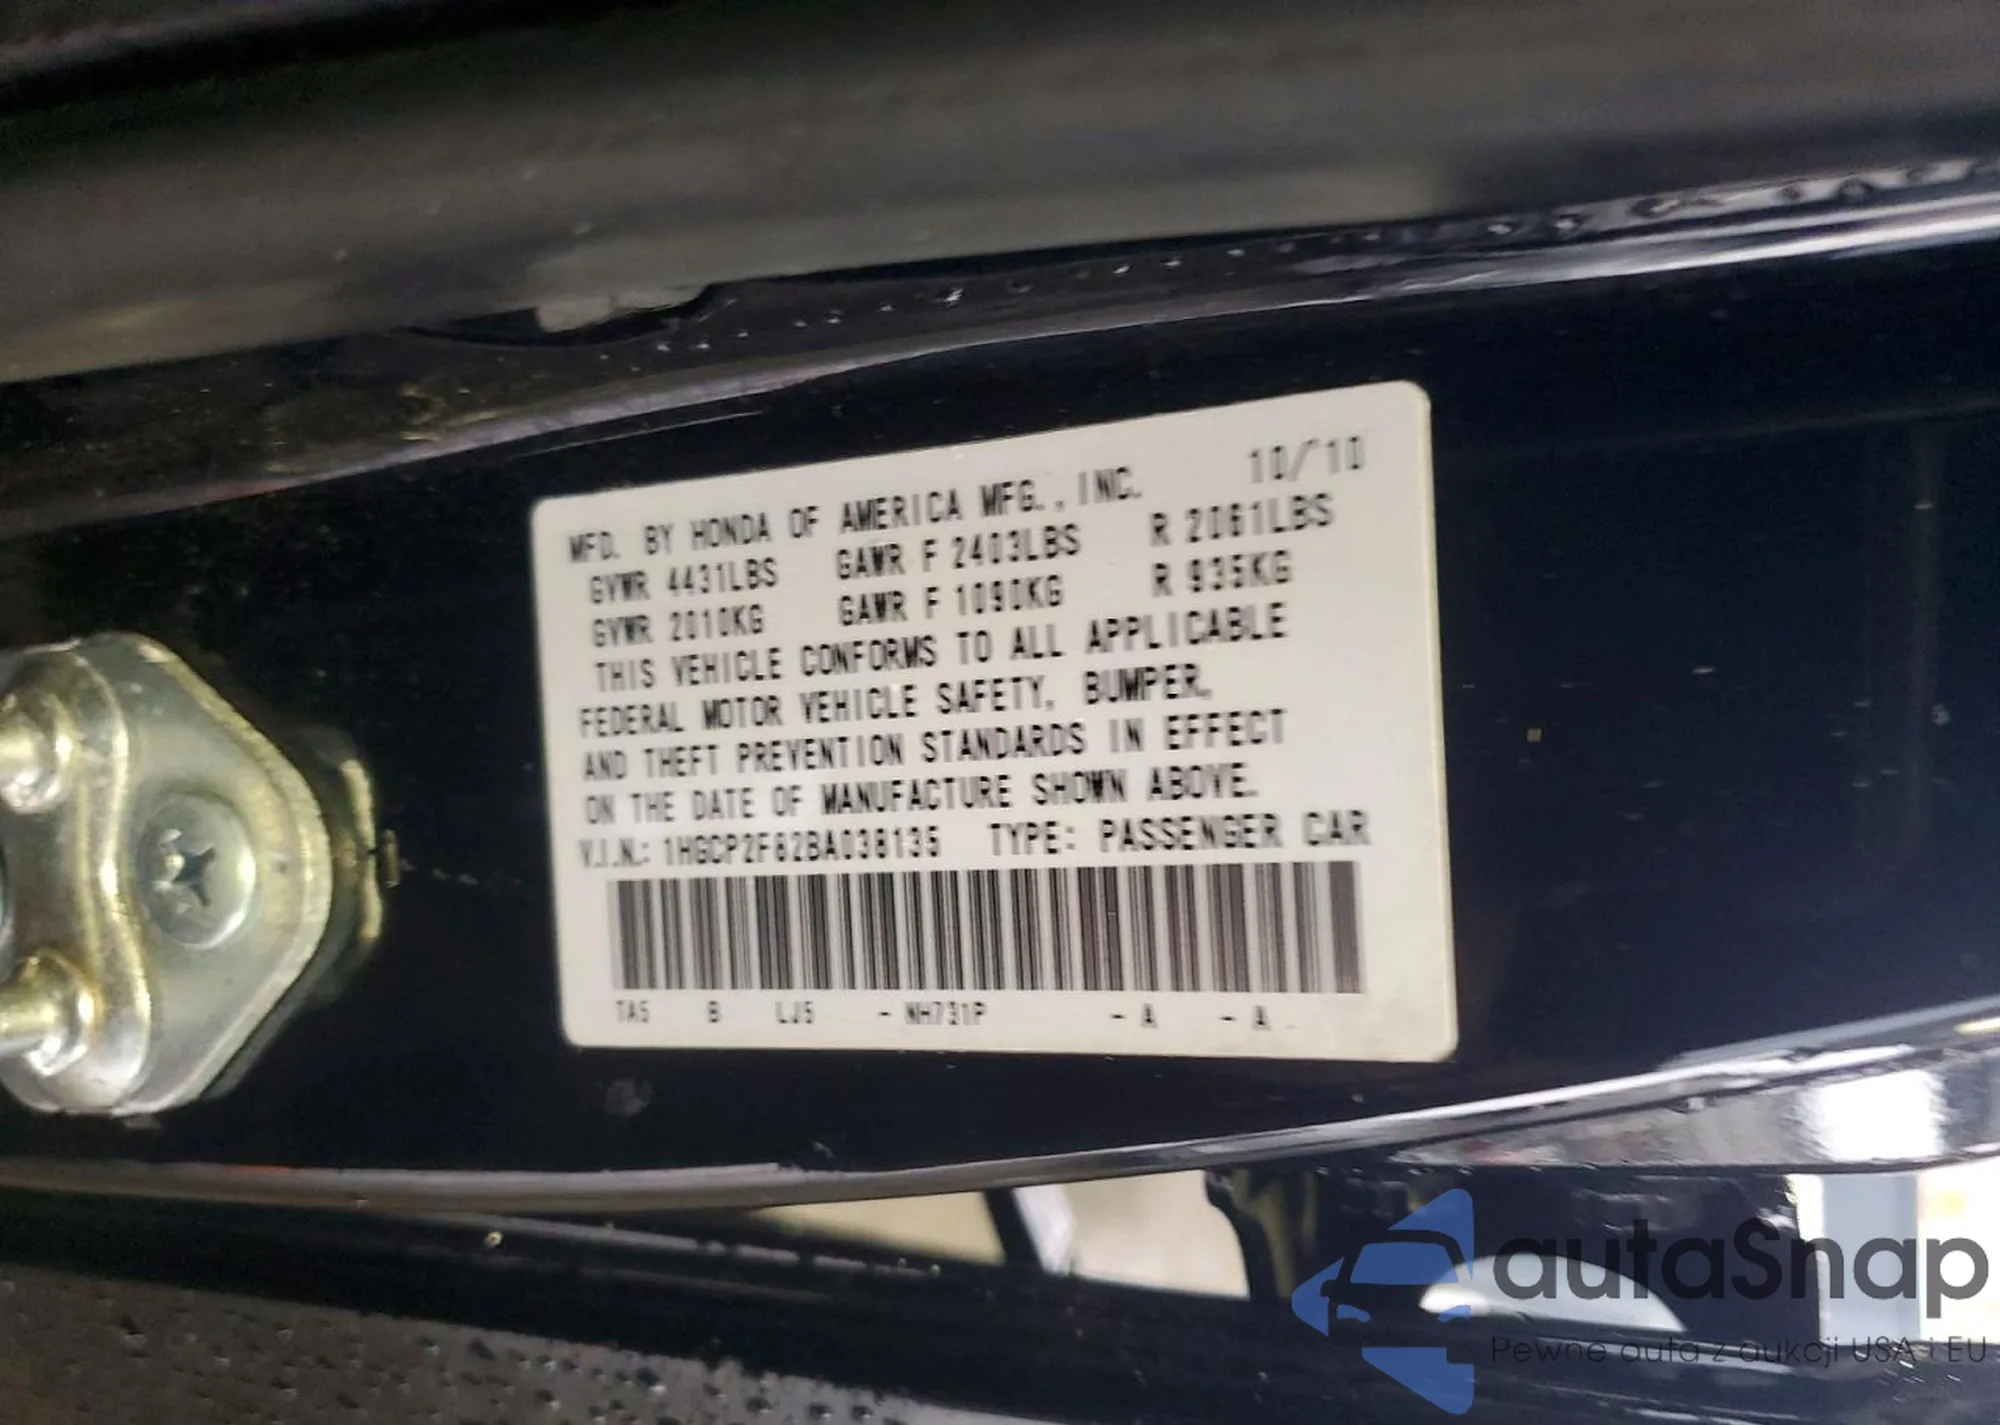 MFD. BY HONDA OF AMERICA MFG., INC. 10/10
GVWR 4431LBS GAWR F 2403LBS R 2061LBS
GVWR 2010KG GAWR F 1090KG R 935KG
THIS VEHICLE CONFORMS TO ALL APPLICABLE
FEDERAL MOTOR VEHICLE SAFETY, BUMPER,
AND THEFT PREVENTION STANDARDS IN EFFECT
ON THE DATE OF MANUFACTURE SHOWN ABOVE.
V.I.N.: 1HGCP2F82BA038135 TYPE: PASSENGER CAR
TA5 B LJ5 - NH731P - A - A
autaSnap
Pewne auta z aukcji USA i EU